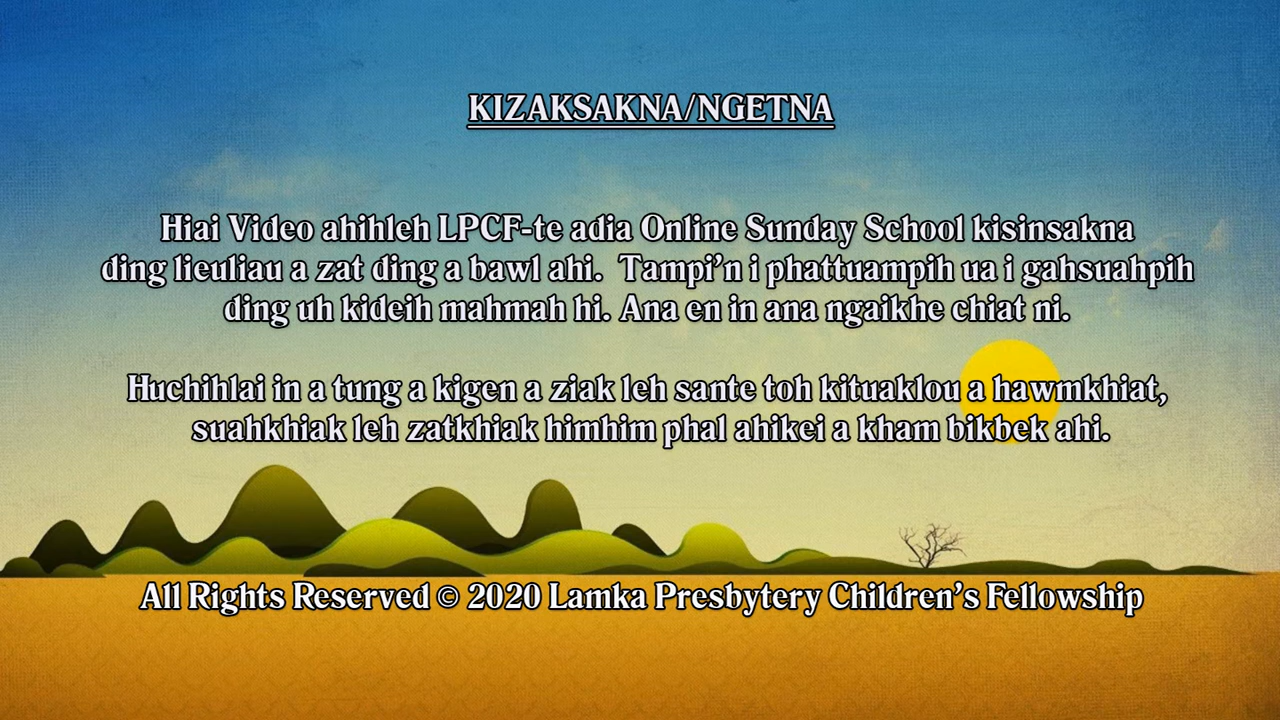 KIZAKSAKNA/NGETNA
Hiai Video ahihleh LPCF-te adia Online Sunday School kisinsakna
ding lieuliau a zat ding a bawl ahi. Tampi'n i phattuampih ua i gahsuahpih
ding uh kideih mahmah hi. Ana en in ana ngaikhe chiat ni.
Huchihlai in a tung a kigen a ziak leh sante toh kituaklou a hawmkhiat,
suahkhiak leh zatkhiak himhim phal ahikei a kham bikbek ahi.
All Rights Reserved © 2020 Lamka Presbytery Children's Fellowship